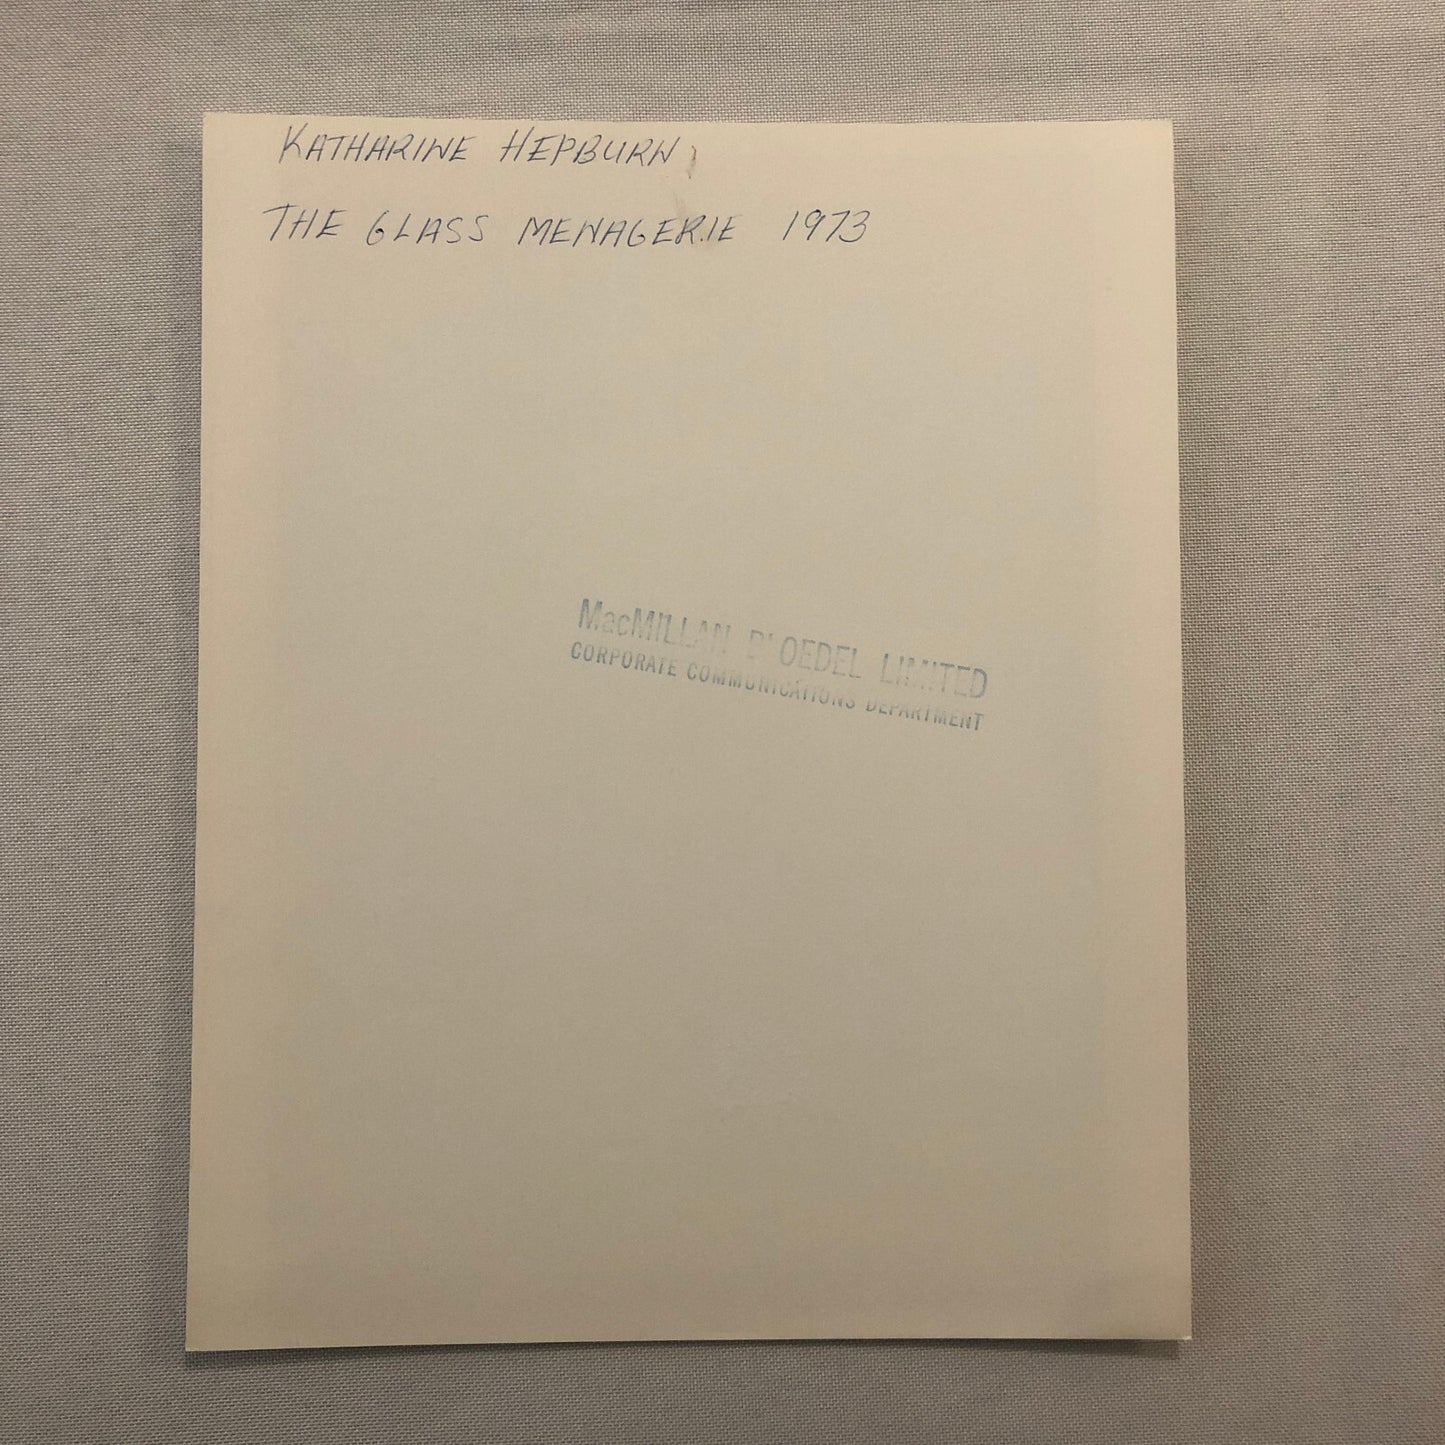 KATHARINE HEPBURN
THE GLASS MENAGERIE 1973
MacMILLAN BLOEDEL LIMITED
CORPORATE COMMUNICATIONS DEPARTMENT